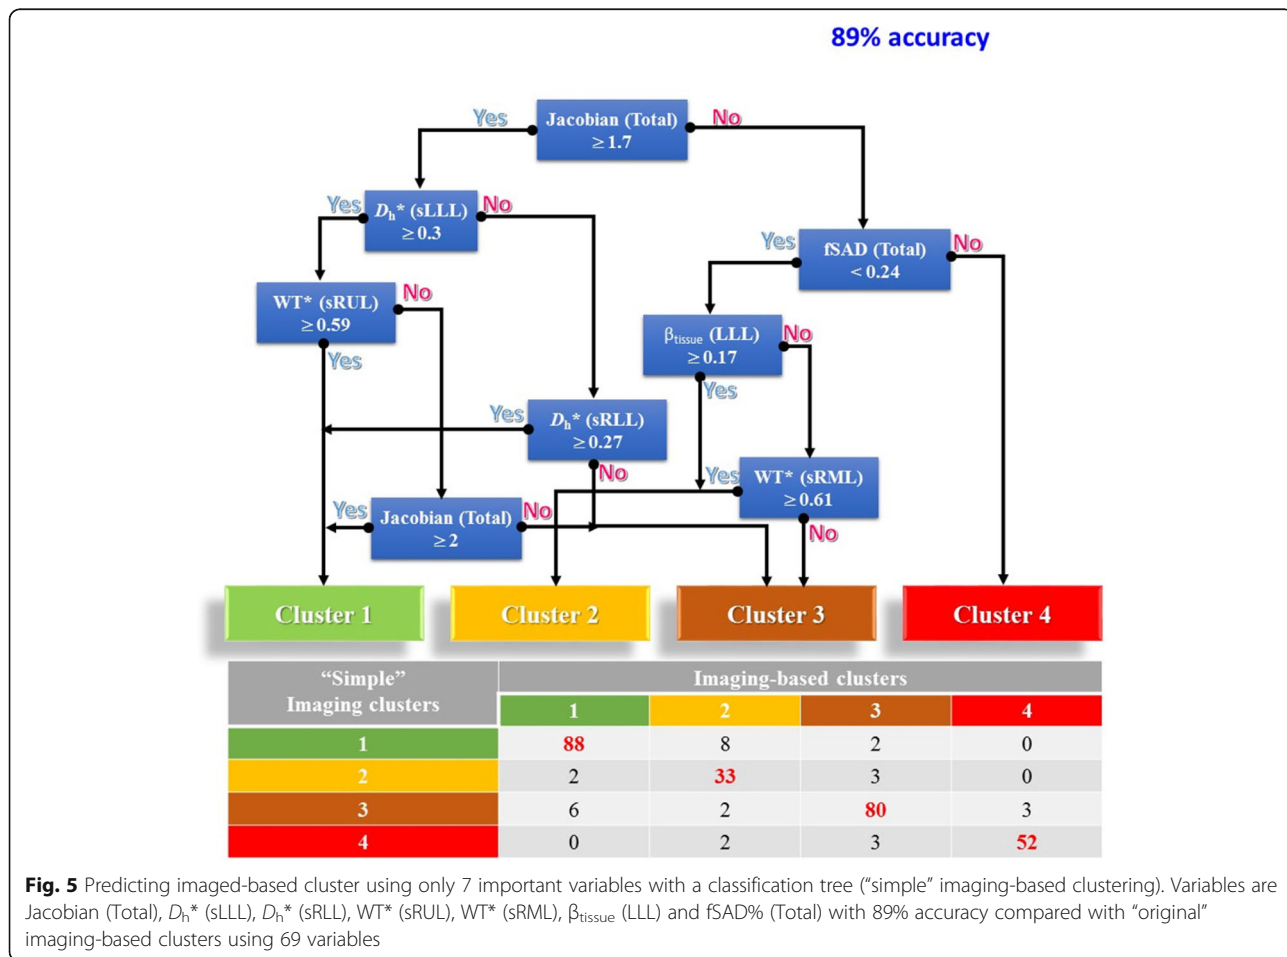 89% accuracy
Yes
Jacobian (Total)
≥1.7
No
Yes
Dh* (sLLL)
≥0.3
No
Yes
fSAD (Total)
< 0.24
No
WT* (sRUL)
≥0.59
No
Yes
βtissue (LLL)
≥0.17
No
Yes
Yes
Dh* (sRLL)
≥0.27
No
Yes
WT* (sRML)
≥0.61
No
Yes
Jacobian (Total)
≥2
No
Cluster 1
Cluster 2
Cluster 3
Cluster 4
“Simple”
Imaging clusters
Imaging-based clusters
1 2 3 4
1 88 8 2 0
2 2 33 3 0
3 6 2 80 3
4 0 2 3 52
Fig. 5 Predicting imaged-based cluster using only 7 important variables with a classification tree (“simple” imaging-based clustering). Variables are
Jacobian (Total), Dh* (sLLL), Dh* (sRLL), WT* (sRUL), WT* (sRML), βtissue (LLL) and fSAD% (Total) with 89% accuracy compared with “original”
imaging-based clusters using 69 variables